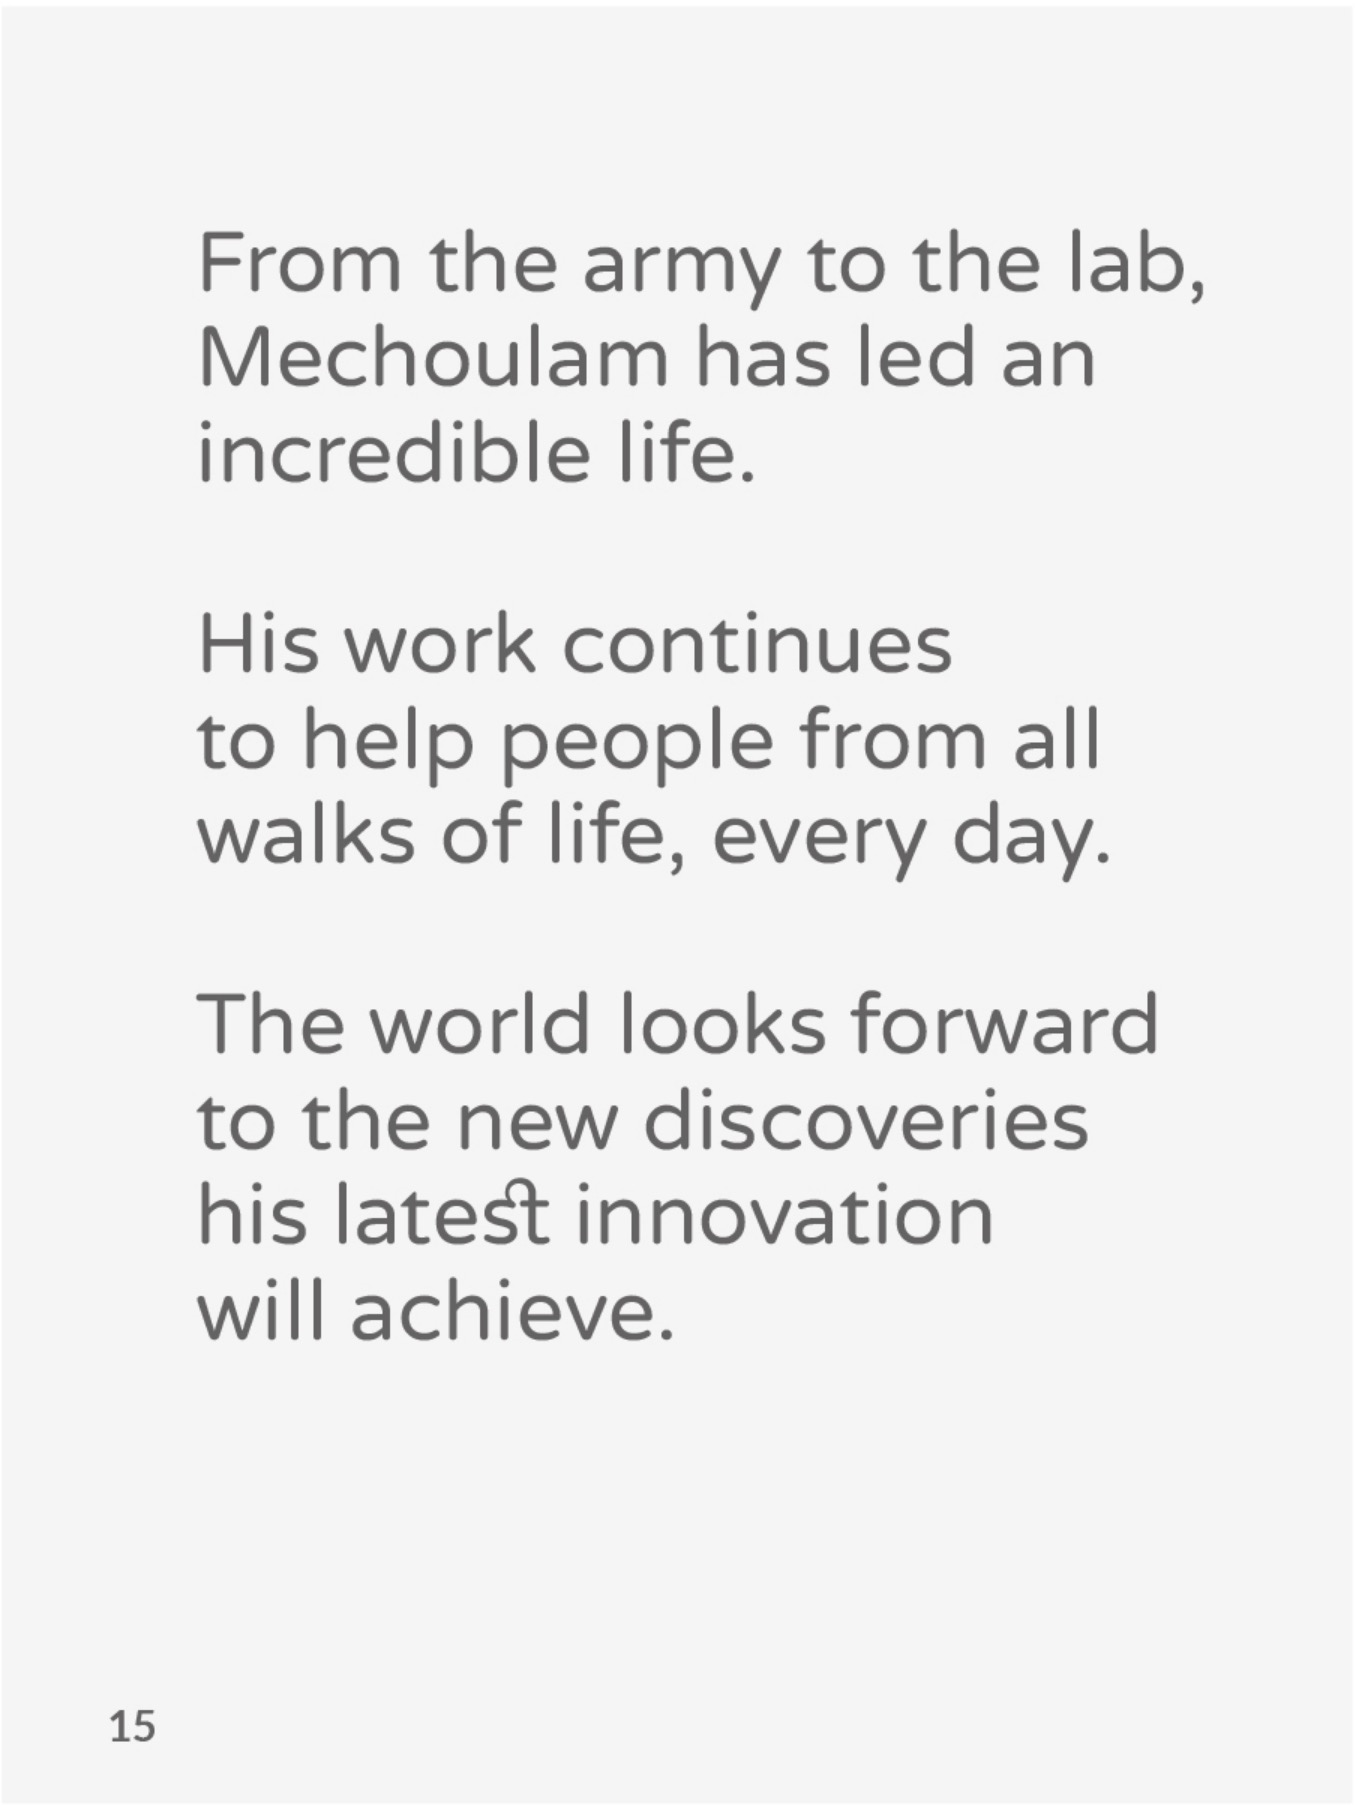 From the army to the lab,
Mechoulam has led an
incredible life.
His work continues
to help people from all
walks of life, every day.
The world looks forward
to the new discoveries
his latest innovation
will achieve.
15